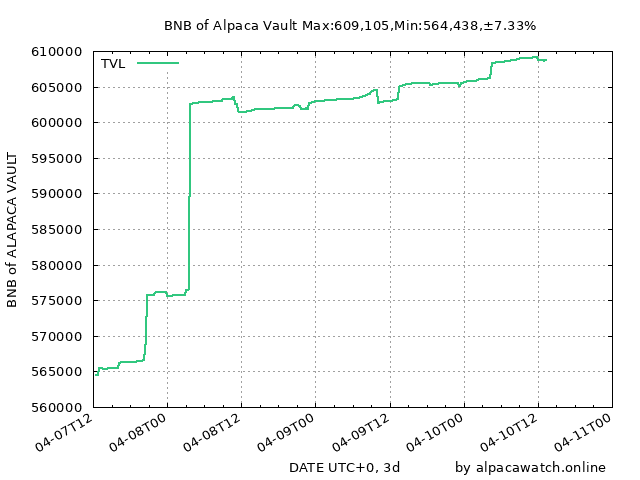 BNB of Alpaca Vault Max:609,105,Min:564,438,±7.33%
TVL
610000
605000
600000
595000
590000
585000
580000
575000
570000
565000
560000
BNB of ALAPACA VAULT
04-07T12
04-08T00
04-08T12
04-09T00
04-09T12
04-10T00
04-10T12
04-11T00
DATE UTC+0, 3d
by alpacawatch.online